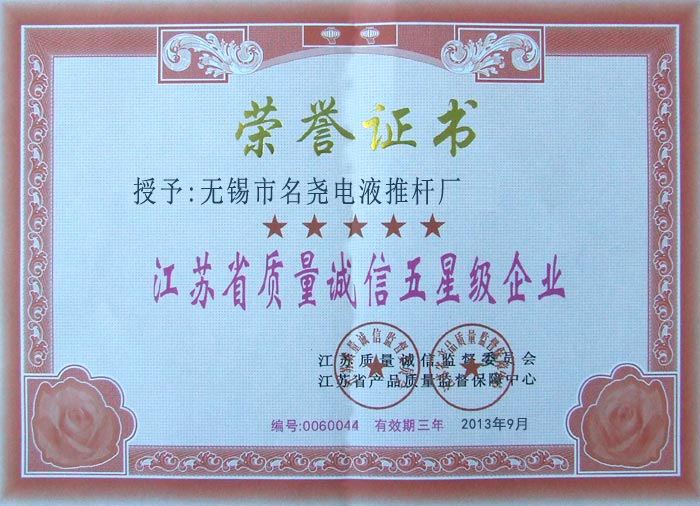 荣誉证书
授予:无锡市名尧电液推杆厂
★★★★★
江苏省质量诚信五星级企业
江苏质量诚信监督委员会
江苏省产品质量监督保障中心
编号:0060044 有效期三年 2013年9月